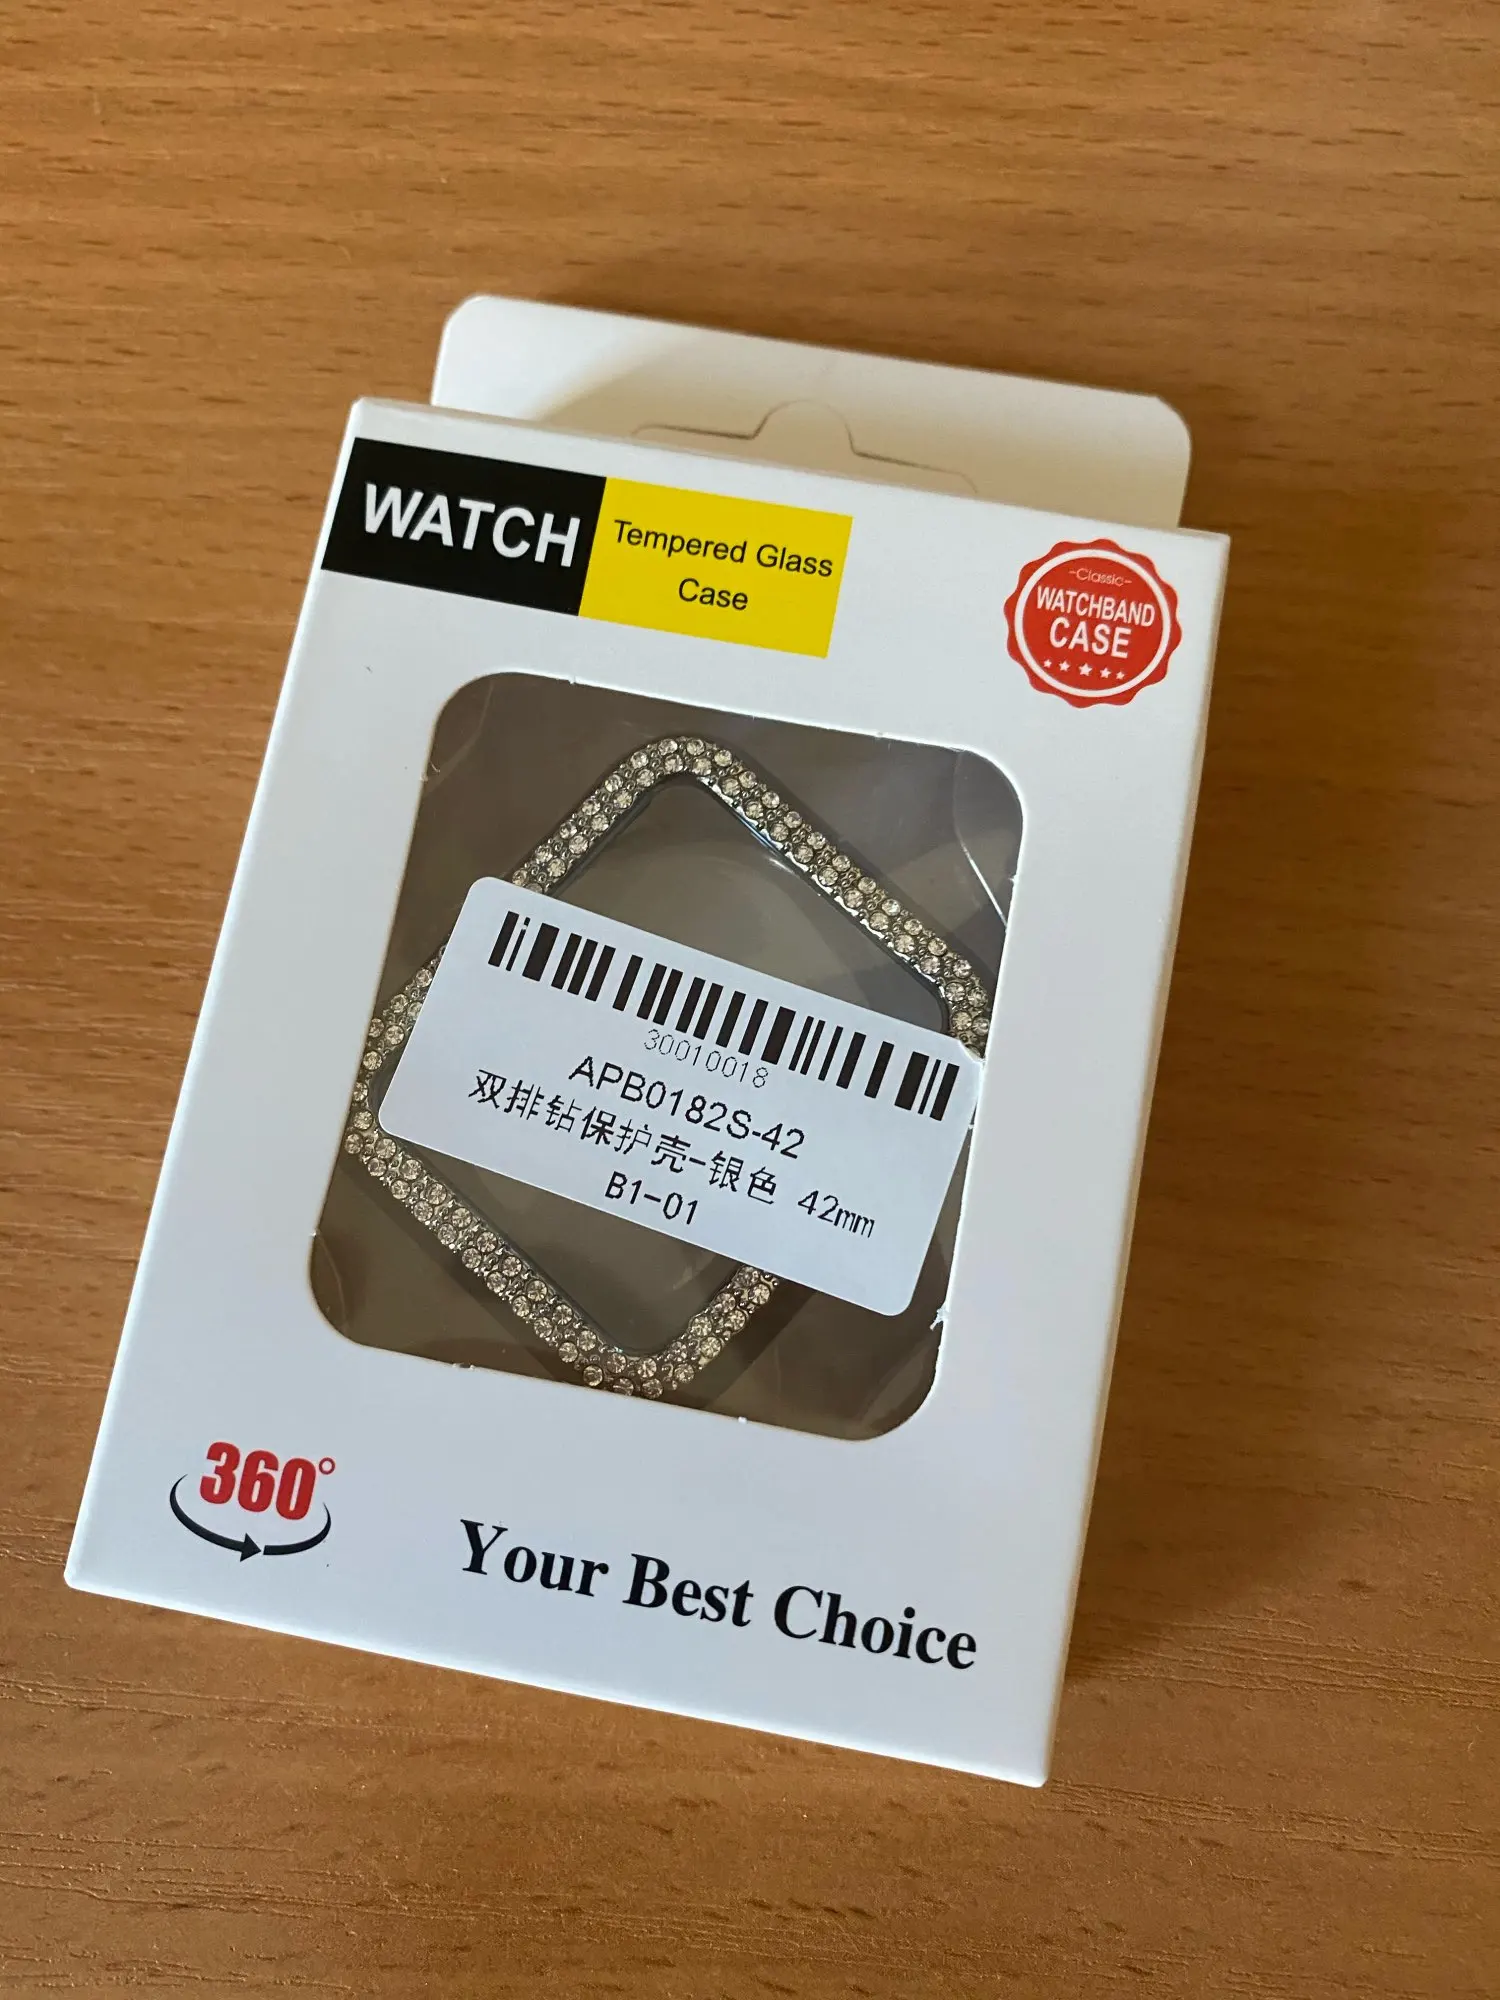 WATCH
Tempered Glass
Case
-Classic-
WATCHBAND
CASE
30010018
APB0182S-42
双排钻保护壳-银色 42mm
B1-01
360°
Your Best Choice